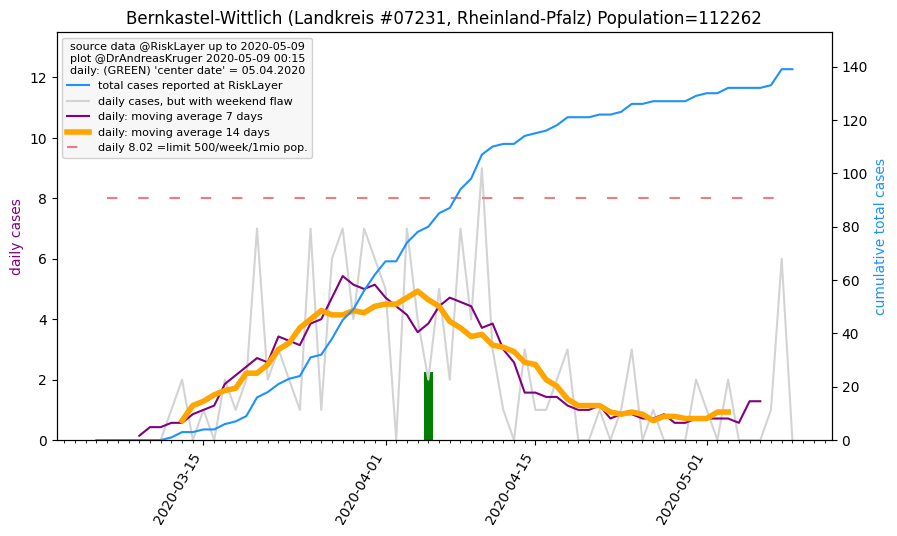 Bernkastel-Wittlich (Landkreis #07231, Rheinland-Pfalz) Population=112262
source data @RiskLayer up to 2020-05-09
plot @DrAndreasKruger 2020-05-09 00:15
daily: (GREEN) 'center date' = 05.04.2020
total cases reported at RiskLayer
daily cases, but with weekend flaw
daily: moving average 7 days
daily: moving average 14 days
daily 8.02 =limit 500/week/1mio pop.
daily cases
12
10
8
6
4
2
0
140
120
100
80
60
40
20
0
cumulative total cases
2020-03-15
2020-04-01
2020-04-15
2020-05-01